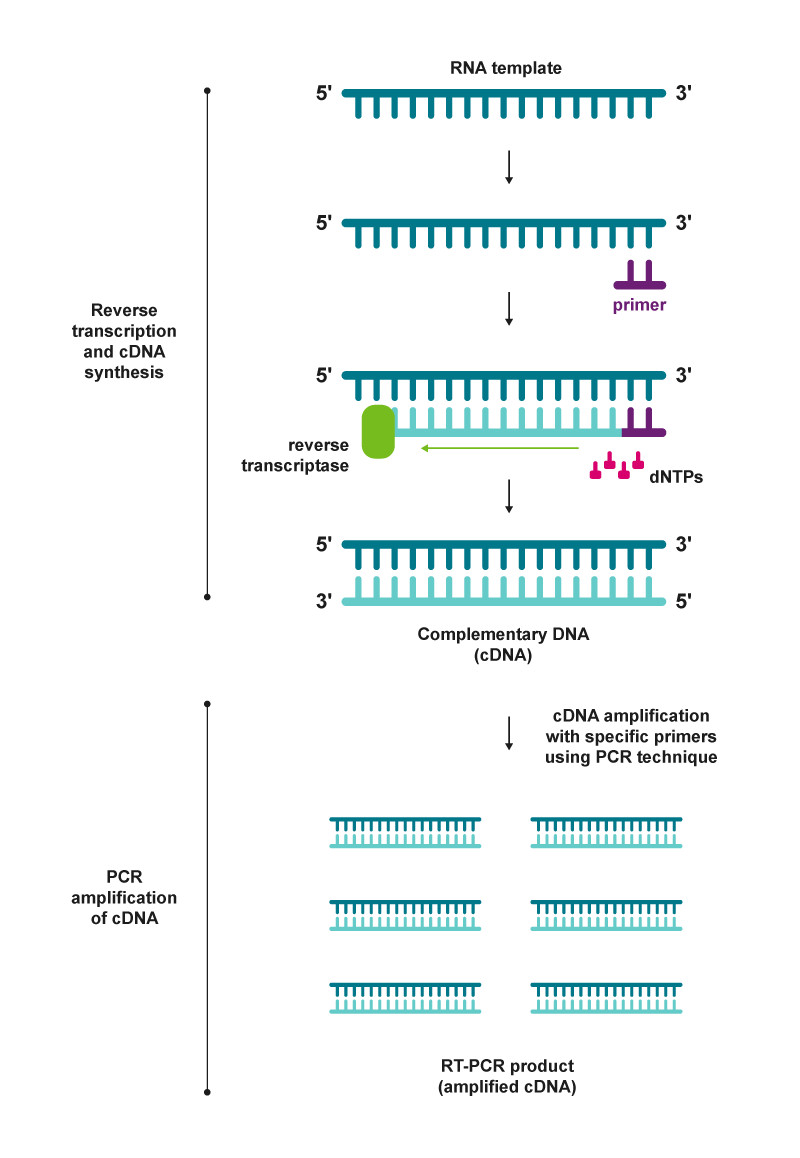 RNA template
5' 3'
5' 3'
primer
Reverse
transcription
and cDNA
synthesis
5' 3'
reverse
transcriptase
dNTPs
5' 3'
3' 5'
Complementary DNA
(cDNA)
cDNA amplification
with specific primers
using PCR technique
PCR
amplification
of cDNA
RT-PCR product
(amplified cDNA)